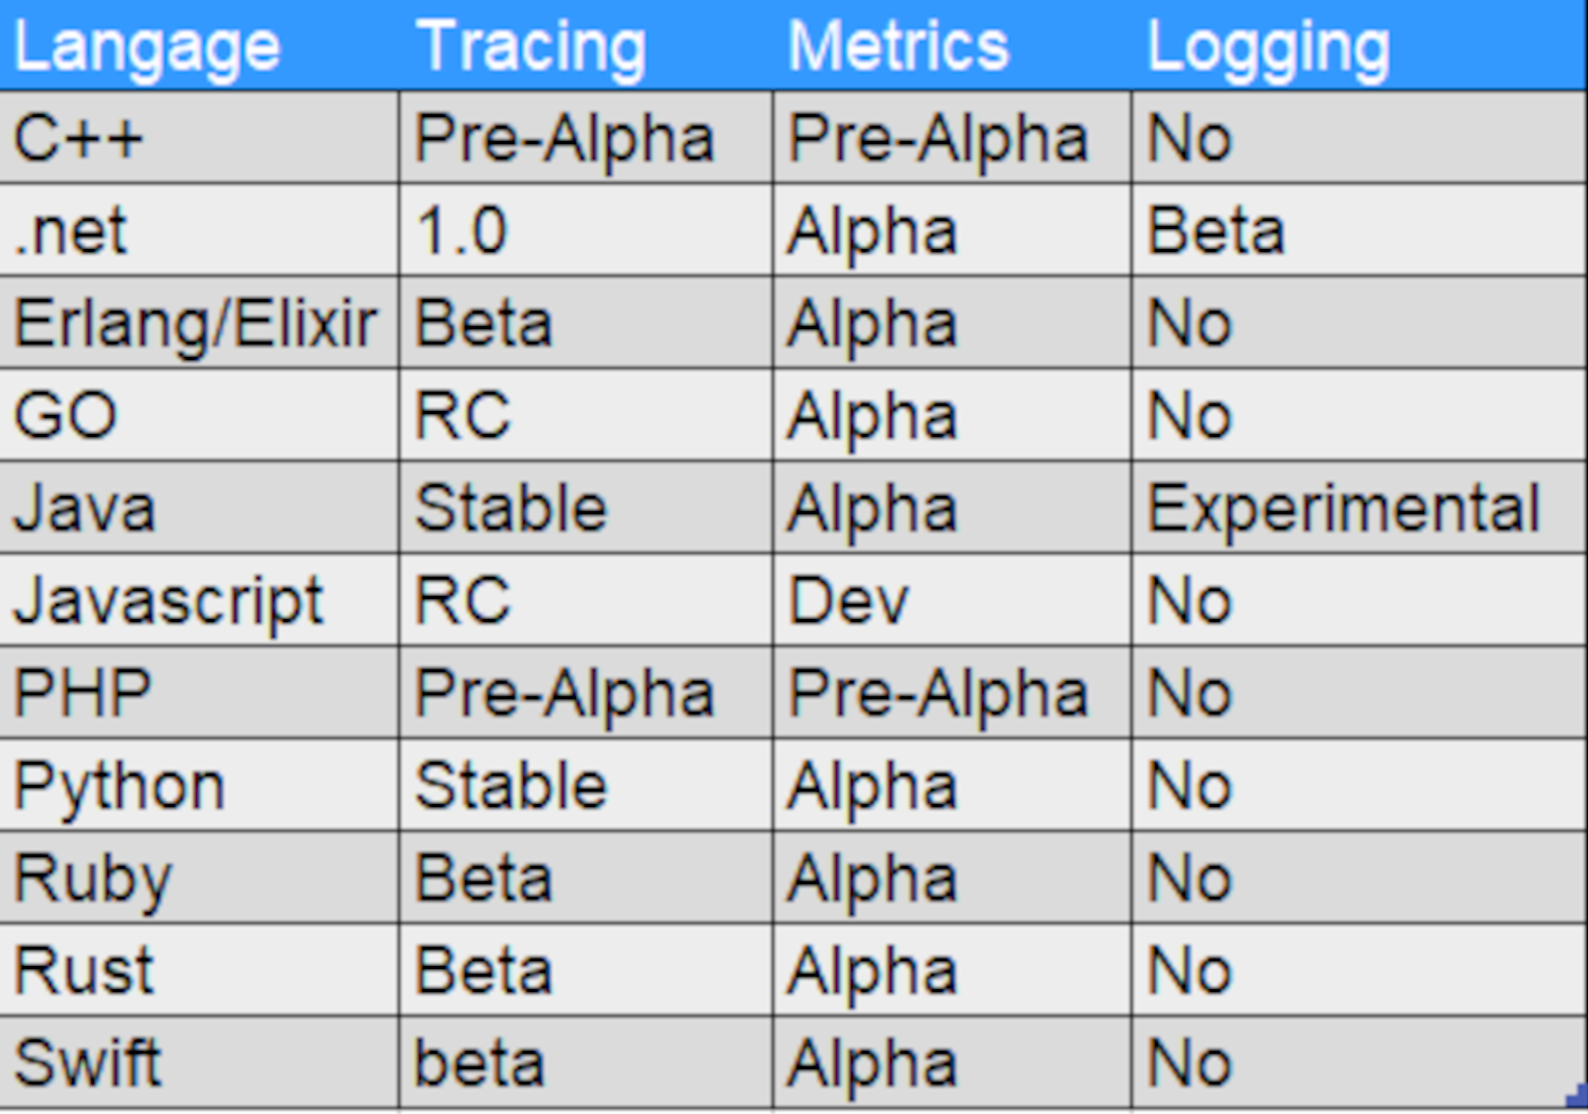 Langage Tracing Metrics Logging
C++ Pre-Alpha Pre-Alpha No
.net 1.0 Alpha Beta
Erlang/Elixir Beta Alpha No
GO RC Alpha No
Java Stable Alpha Experimental
Javascript RC Dev No
PHP Pre-Alpha Pre-Alpha No
Python Stable Alpha No
Ruby Beta Alpha No
Rust Beta Alpha No
Swift beta Alpha No